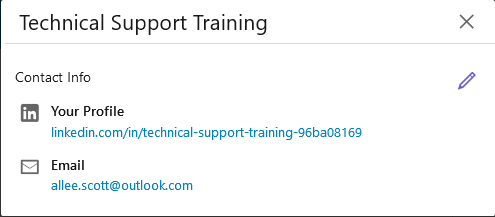 Technical Support Training
Contact Info
in
Your Profile
linkedin.com/in/technical-support-training-96ba08169
Email
allee.scott@outlook.com